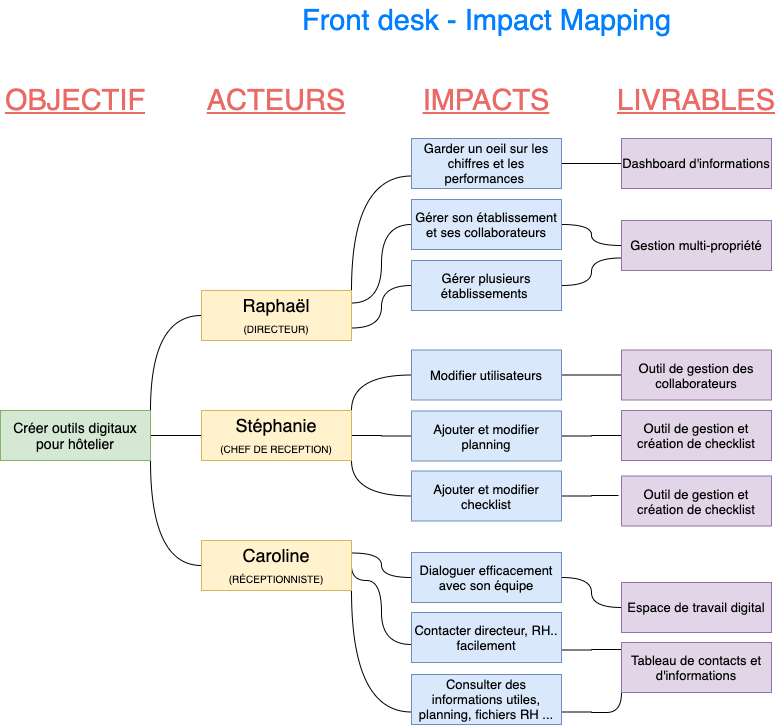 Front desk - Impact Mapping
OBJECTIF
ACTEURS
IMPACTS
LIVRABLES
Créer outils digitaux
pour hôtelier
Raphaël
(DIRECTEUR)
Garder un oeil sur les
chiffres et les
performances
Dashboard d'informations
Gérer son établissement
et ses collaborateurs
Gérer plusieurs
établissements
Gestion multi-propriété
Stéphanie
(CHEF DE RECEPTION)
Modifier utilisateurs
Outil de gestion des
collaborateurs
Ajouter et modifier
planning
Outil de gestion et
création de checklist
Ajouter et modifier
checklist
Outil de gestion et
création de checklist
Caroline
(RÉCEPTIONNISTE)
Dialoguer efficacement
avec son équipe
Espace de travail digital
Contacter directeur, RH..
facilement
Tableau de contacts et
d'informations
Consulter des
informations utiles,
planning, fichiers RH ...